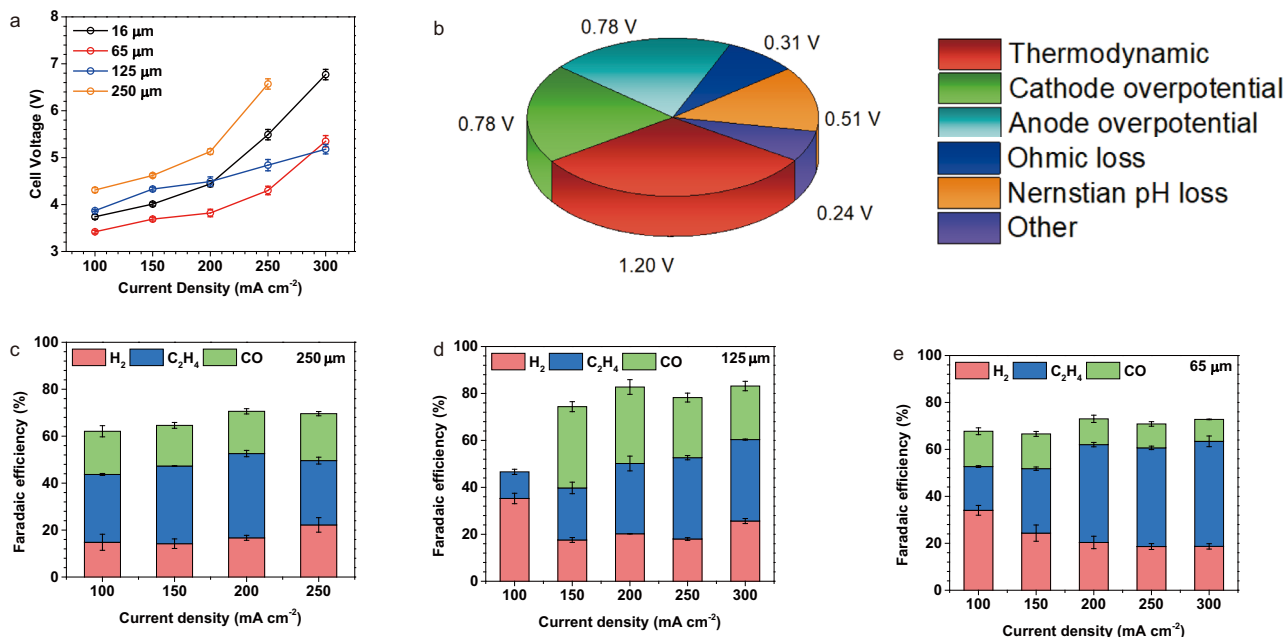 a
8
7
6
5
4
3
Cell Voltage (V)
16 µm
65 µm
125 µm
250 µm
100 150 200 250 300
Current Density (mA cm⁻²)
b
0.78 V
0.31 V
0.78 V
0.51 V
0.24 V
1.20 V
Thermodynamic
Cathode overpotential
Anode overpotential
Ohmic loss
Nernstian pH loss
Other
c
100
80
60
40
20
0
Faradaic efficiency (%)
H₂ C₂H₄ CO 250 µm
100 150 200 250
Current density (mA cm⁻²)
d
100
80
60
40
20
0
Faradaic efficiency (%)
H₂ C₂H₄ CO 125 µm
100 150 200 250 300
Current density (mA cm⁻²)
e
100
80
60
40
20
0
Faradaic efficiency (%)
H₂ C₂H₄ CO 65 µm
100 150 200 250 300
Current density (mA cm⁻²)